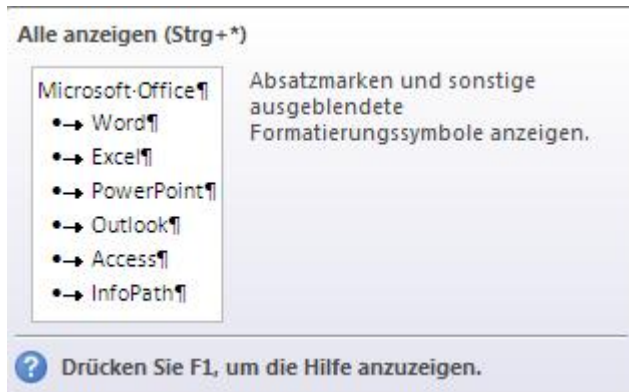 Alle anzeigen (Strg+*)
Microsoft·Office¶
•→ Word¶
•→ Excel¶
•→ PowerPoint¶
•→ Outlook¶
•→ Access¶
•→ InfoPath¶
Absatzmarken und sonstige
ausgeblendete
Formatierungssymbole anzeigen.
? Drücken Sie F1, um die Hilfe anzuzeigen.